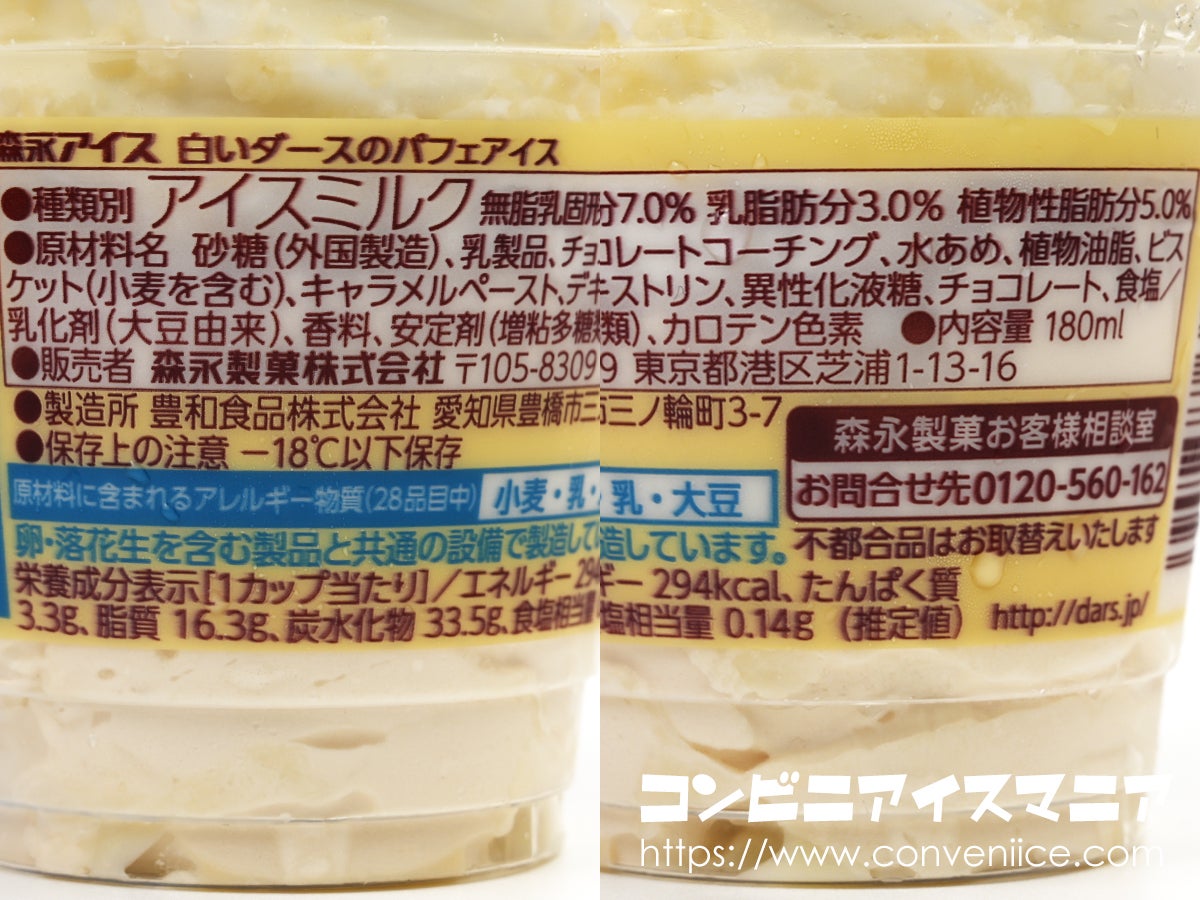 森永アイス 白いダースのパフェアイス
●種類別 アイスミルク 無脂乳固形分7.0% 乳脂肪分3.0% 植物性脂肪分5.0%
●原材料名 砂糖(外国製造)、乳製品、チョコレートコーチング、水あめ、植物油脂、ビス
ケット(小麦を含む)、キャラメルペースト、デキストリン、異性化液糖、チョコレート、食塩/
乳化剤(大豆由来)、香料、安定剤(増粘多糖類)、カロテン色素 ●内容量 180ml
●販売者 森永製菓株式会社 〒105-8309 東京都港区芝浦1-13-16
●製造所 豊和食品株式会社 愛知県豊橋市三ノ輪町3-7
●保存上の注意 −18℃以下保存
森永製菓お客様相談室
お問合せ先0120-560-162
原材料に含まれるアレルギー物質(28品目中) 小麦・乳・大豆
卵・落花生を含む製品と共通の設備で製造しています。
不都合品はお取替えいたします
栄養成分表示[1カップ当たり]/エネルギー 294kcal、たんぱく質
3.3g、脂質 16.3g、炭水化物 33.5g、食塩相当量 0.14g (推定値)
http://dars.jp/
コンビニアイスマニア
https://www.conveniice.com